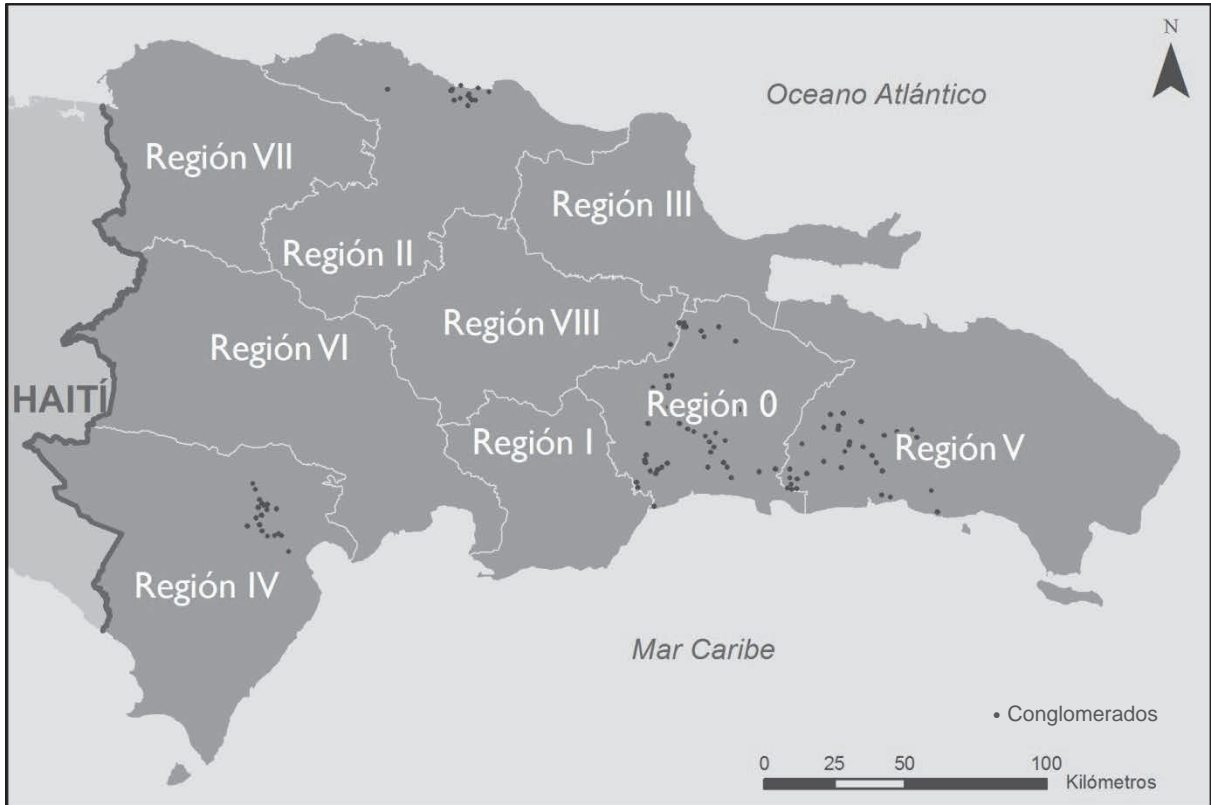 N
Oceano Atlántico
Región VII
Región III
Región II
Región VIII
Región VI
HAITÍ
Región 0
Región I
Región V
Región IV
Mar Caribe
• Conglomerados
0 25 50 100
Kilómetros